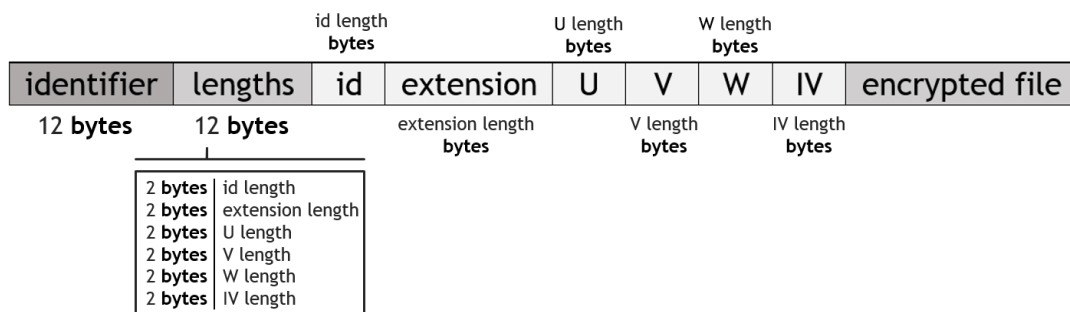 id length
bytes
U length
bytes
W length
bytes
identifier lengths id extension U V W IV encrypted file
12 bytes
12 bytes
extension length
bytes
V length
bytes
IV length
bytes
2 bytes id length
2 bytes extension length
2 bytes U length
2 bytes V length
2 bytes W length
2 bytes IV length